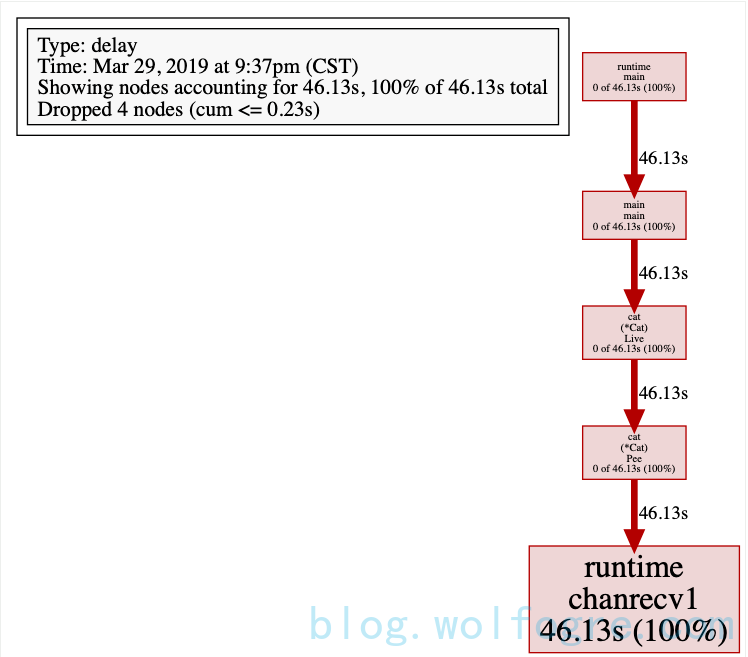 Type: delay
Time: Mar 29, 2019 at 9:37pm (CST)
Showing nodes accounting for 46.13s, 100% of 46.13s total
Dropped 4 nodes (cum <= 0.23s)
runtime
main
0 of 46.13s (100%)
46.13s
main
main
0 of 46.13s (100%)
46.13s
cat
(*Cat)
Live
0 of 46.13s (100%)
46.13s
cat
(*Cat)
Pee
0 of 46.13s (100%)
46.13s
runtime
chanrecv1
46.13s (100%)
blog.wolfogre.com